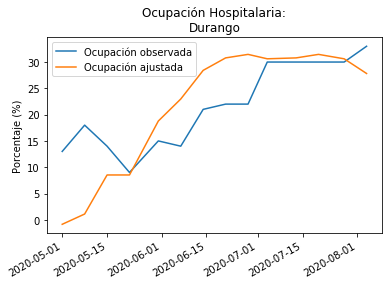 Ocupación Hospitalaria:
Durango
Ocupación observada
Ocupación ajustada
Porcentaje (%)
30
25
20
15
10
5
0
2020-05-01
2020-05-15
2020-06-01
2020-06-15
2020-07-01
2020-07-15
2020-08-01